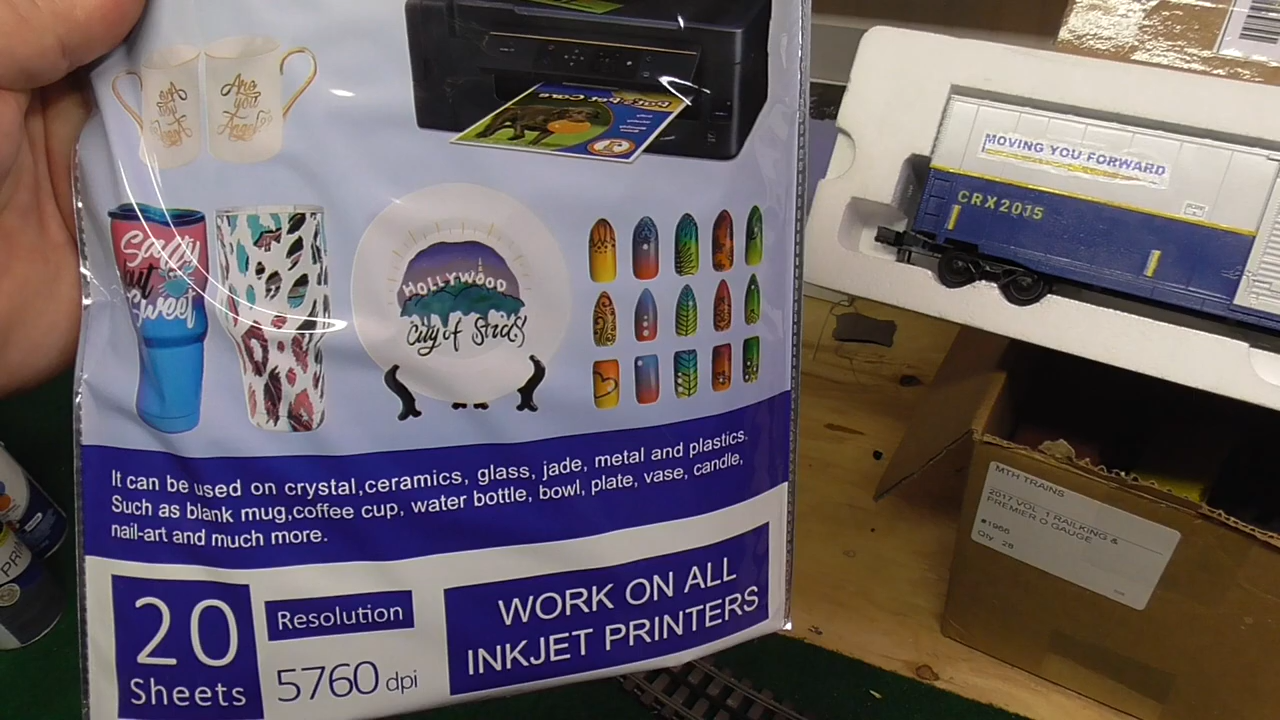 Are
you
Salty
but
Sweet
HOLLYWOOD
City of
It can be used on crystal,ceramics, glass, jade, metal and plastics.
Such as blank mug,coffee cup, water bottle, bowl, plate, vase, candle,
nail-art and much more.
20
Sheets
Resolution
5760 dpi
WORK ON ALL
INKJET PRINTERS
MOVING YOU FORWARD
CRX2035
MTH TRAINS
2017 VOL. 1 RAILKING &
PREMIER O GAUGE
1966
Qty 28
PRI